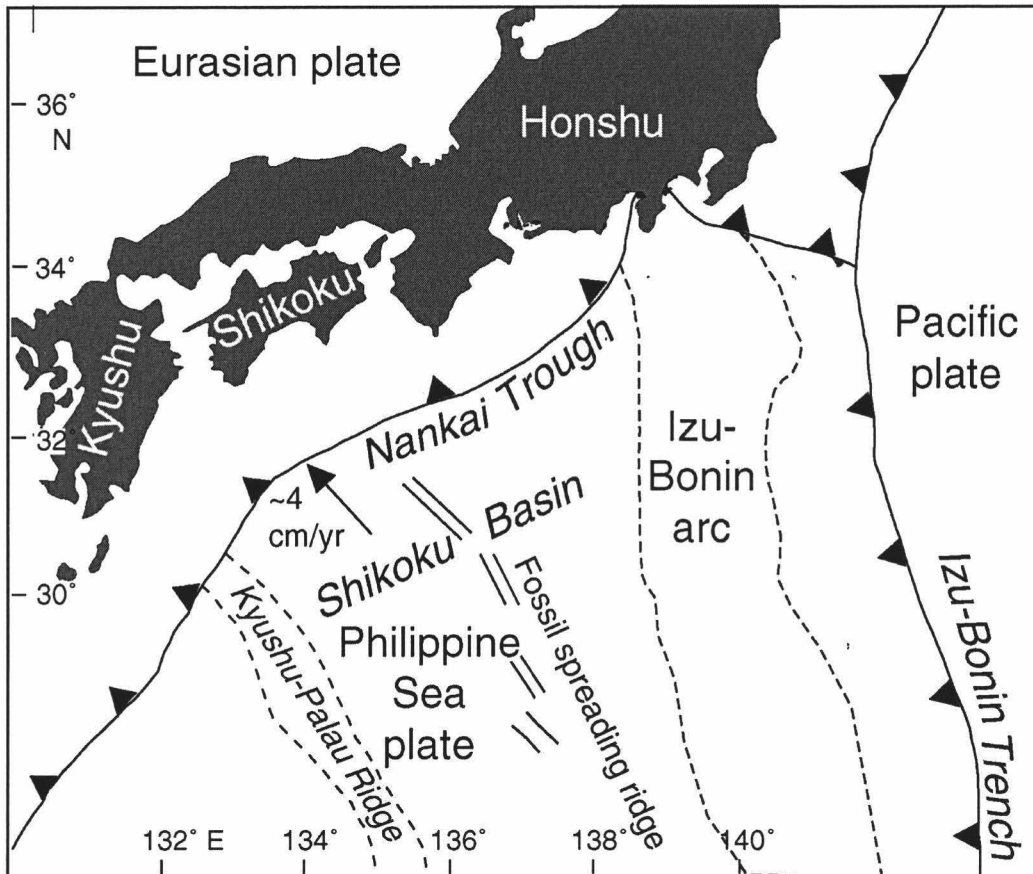 Eurasian plate
36°
N
Honshu
34°
Shikoku
Kyushu
Pacific
plate
32°
Nankai Trough
Izu-
Bonin
arc
~4
cm/yr
Shikoku Basin
30°
Kyushu-Palau Ridge
Philippine
Sea
plate
Fossil spreading ridge
Izu-Bonin Trench
132° E
134°
136°
138°
140°